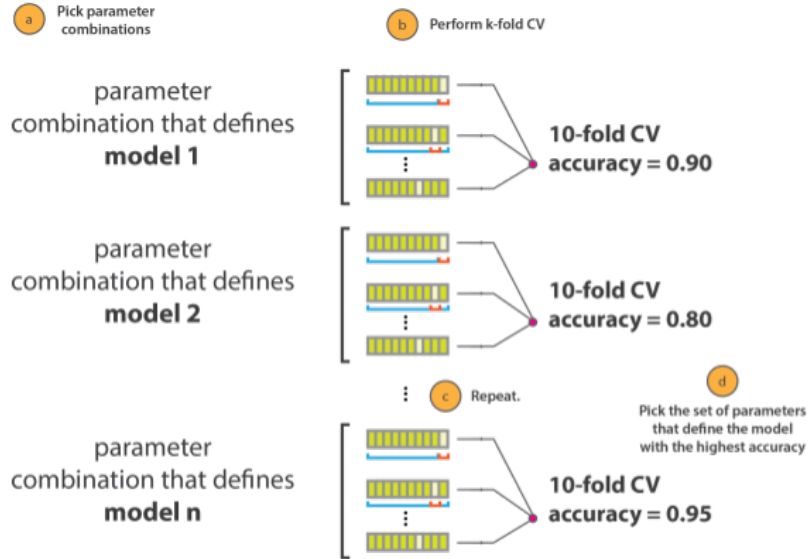 a
Pick parameter
combinations
b
Perform k-fold CV
parameter
combination that defines
model 1
10-fold CV
accuracy = 0.90
parameter
combination that defines
model 2
10-fold CV
accuracy = 0.80
c
Repeat.
d
Pick the set of parameters
that define the model
with the highest accuracy
parameter
combination that defines
model n
10-fold CV
accuracy = 0.95